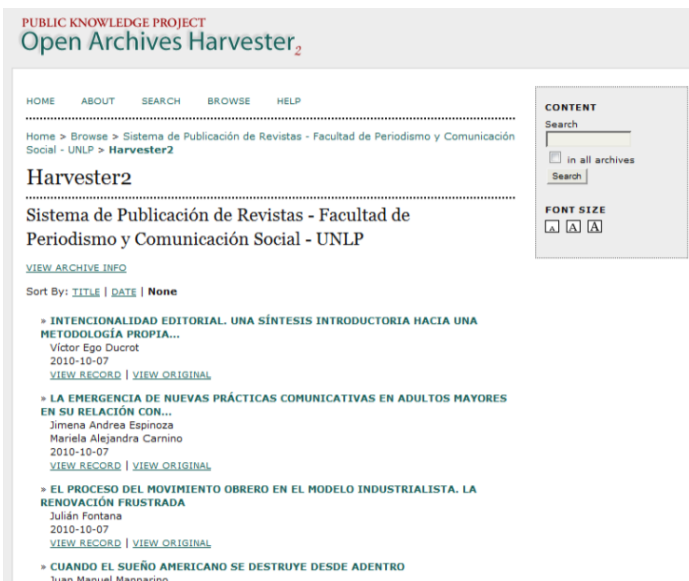 PUBLIC KNOWLEDGE PROJECT
Open Archives Harvester2
HOME ABOUT SEARCH BROWSE HELP
Home > Browse > Sistema de Publicación de Revistas - Facultad de Periodismo y Comunicación
Social - UNLP > Harvester2
Harvester2
Sistema de Publicación de Revistas - Facultad de
Periodismo y Comunicación Social - UNLP
VIEW ARCHIVE INFO
Sort By: TITLE | DATE | None
» INTENCIONALIDAD EDITORIAL. UNA SÍNTESIS INTRODUCTORIA HACIA UNA
METODOLOGÍA PROPIA...
Víctor Ego Ducrot
2010-10-07
VIEW RECORD | VIEW ORIGINAL
» LA EMERGENCIA DE NUEVAS PRÁCTICAS COMUNICATIVAS EN ADULTOS MAYORES
EN SU RELACIÓN CON...
Jimena Andrea Espinoza
Mariela Alejandra Carnino
2010-10-07
VIEW RECORD | VIEW ORIGINAL
» EL PROCESO DEL MOVIMIENTO OBRERO EN EL MODELO INDUSTRIALISTA. LA
RENOVACIÓN FRUSTRADA
Julián Fontana
2010-10-07
VIEW RECORD | VIEW ORIGINAL
» CUANDO EL SUEÑO AMERICANO SE DESTRUYE DESDE ADENTRO
Juan Manuel Mannarino
CONTENT
Search
in all archives
Search
FONT SIZE
A A A